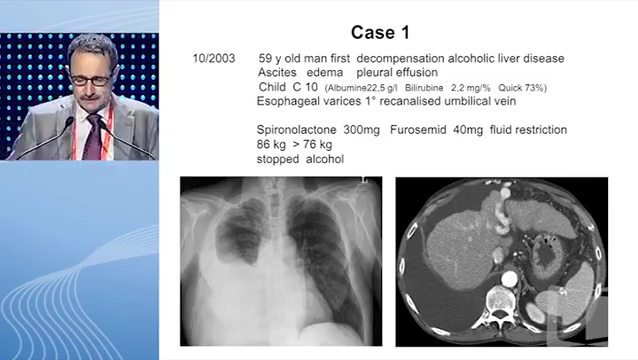 Case 1
10/2003 59 y old man first decompensation alcoholic liver disease
Ascites edema pleural effusion
Child C 10 (Albumine22,5 g/l Bilirubine 2,2 mg/% Quick 73%)
Esophageal varices 1° recanalised umbilical vein
Spironolactone 300mg Furosemid 40mg fluid restriction
86 kg > 76 kg
stopped alcohol
L